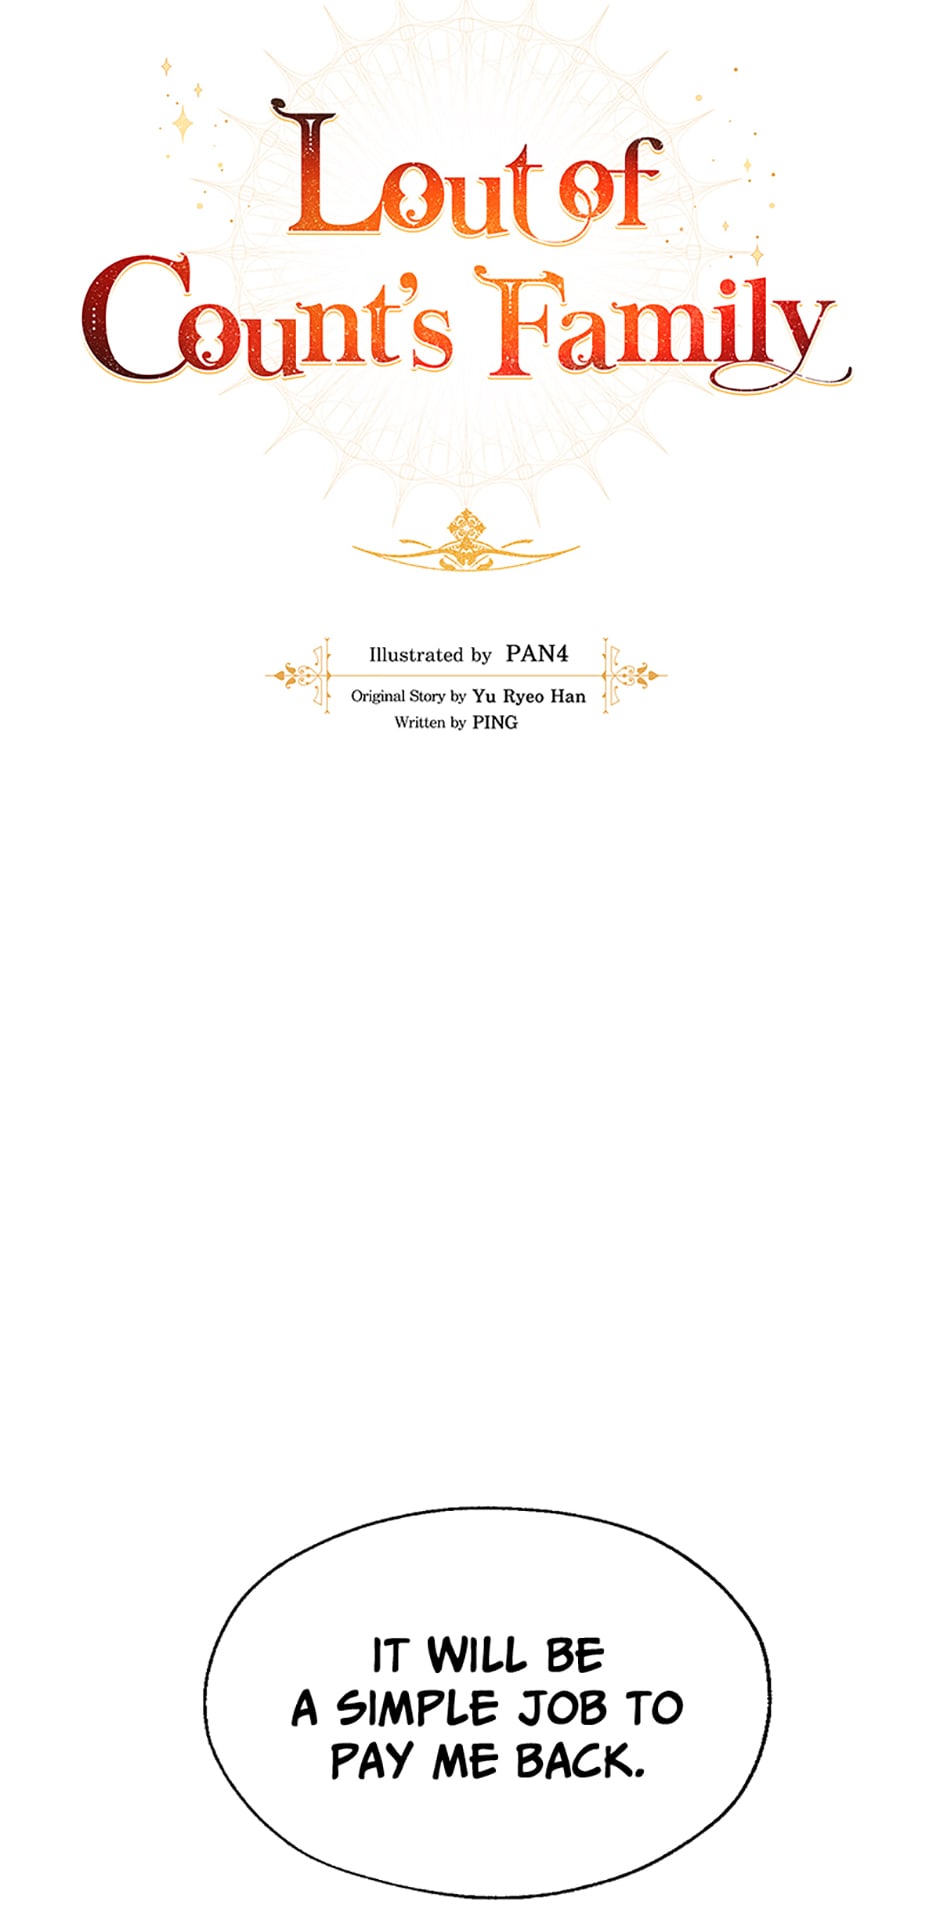 Lout of
Count's Family
Illustrated by PAN4
Original Story by Yu Ryeo Han
Written by PING
IT WILL BE
A SIMPLE JOB TO
PAY ME BACK.